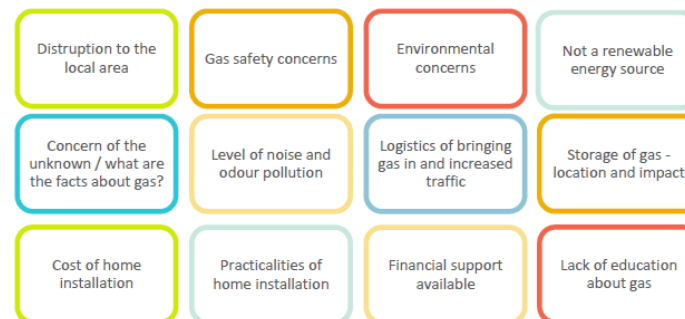 Distruption to the
local area
Gas safety concerns
Environmental
concerns
Not a renewable
energy source
Concern of the
unknown / what are
the facts about gas?
Level of noise and
odour pollution
Logistics of bringing
gas in and increased
traffic
Storage of gas -
location and impact
Cost of home
installation
Practicalities of
home installation
Financial support
available
Lack of education
about gas